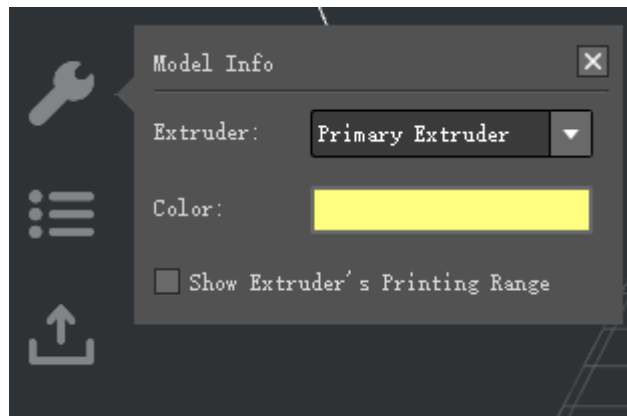 Model Info
Extruder: Primary Extruder
Color:
Show Extruder's Printing Range